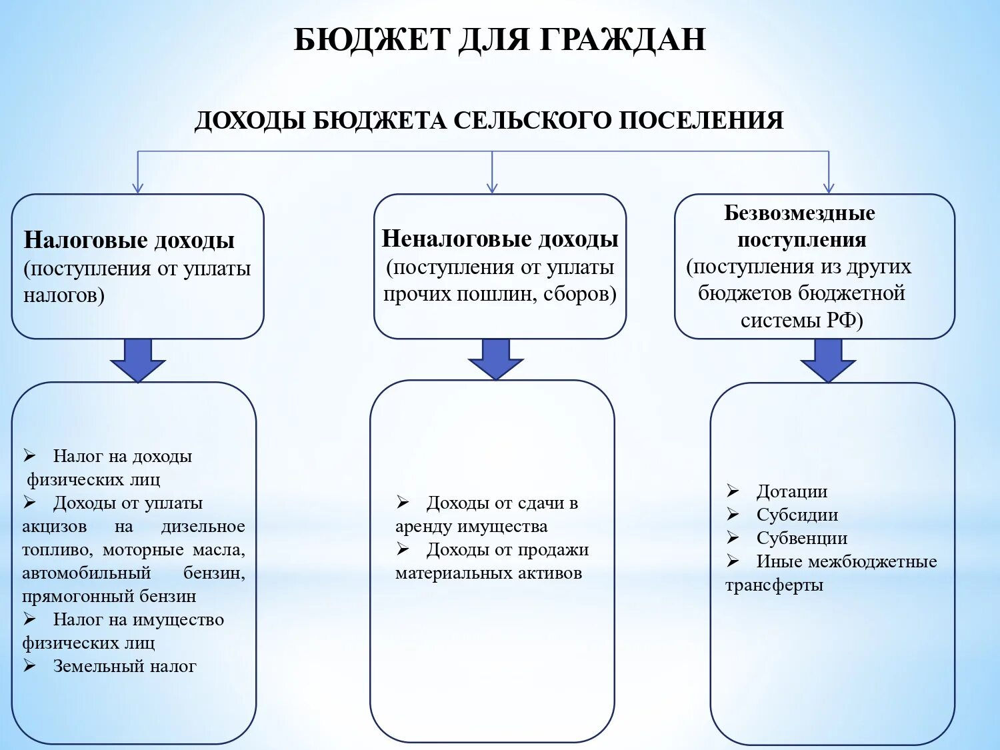 БЮДЖЕТ ДЛЯ ГРАЖДАН
ДОХОДЫ БЮДЖЕТА СЕЛЬСКОГО ПОСЕЛЕНИЯ
Налоговые доходы
(поступления от уплаты
налогов)
Неналоговые доходы
(поступления от уплаты
прочих пошлин, сборов)
Безвозмездные
поступления
(поступления из других
бюджетов бюджетной
системы РФ)
Налог на доходы
физических лиц
Доходы от уплаты
акцизов на дизельное
топливо, моторные масла,
автомобильный бензин,
прямогонный бензин
Налог на имущество
физических лиц
Земельный налог
Доходы от сдачи в
аренду имущества
Доходы от продажи
материальных активов
Дотации
Субсидии
Субвенции
Иные межбюджетные
трансферты